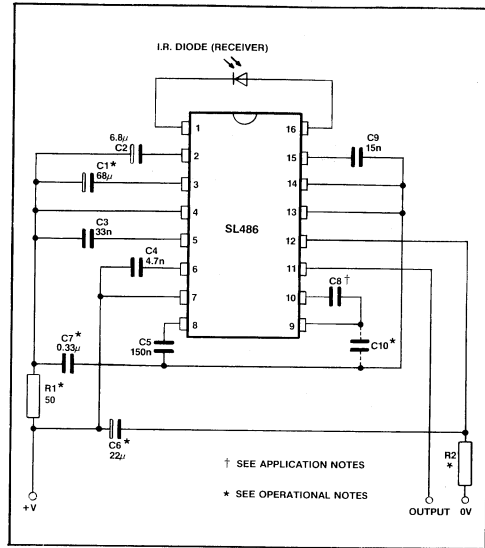 I.R. DIODE (RECEIVER)
1
16
6.8µ
C2
2
15
C9
15n
C1*
68µ
3
14
4
13
C3
33n
5
SL486
12
C4
4.7n
6
11
7
10
C8†
8
9
C5
150n
C10*
C7*
0.33µ
R1*
50
C6*
22µ
R2
*
† SEE APPLICATION NOTES
* SEE OPERATIONAL NOTES
+V
OUTPUT
0V